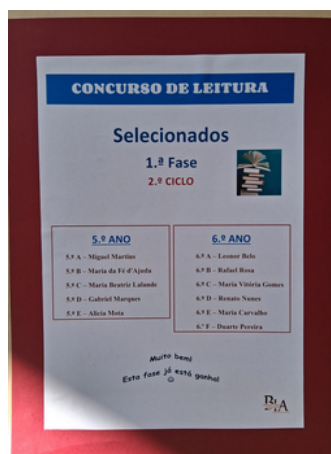 CONCURSO DE LEITURA
Selecionados
1.ª Fase
2.º CICLO
5.º ANO
5.º A – Miguel Martins
5.º B – Maria da Fé d'Ajuda
5.º C – Maria Beatriz Lalande
5.º D – Gabriel Marques
5.º E – Alícia Mota
6.º ANO
6.º A – Leonor Belo
6.º B – Rafael Rosa
6.º C – Maria Vitória Gomes
6.º D – Renato Nunes
6.º E – Maria Carvalho
6.º F – Duarte Pereira
Muito bem!
Esta fase já está ganha!